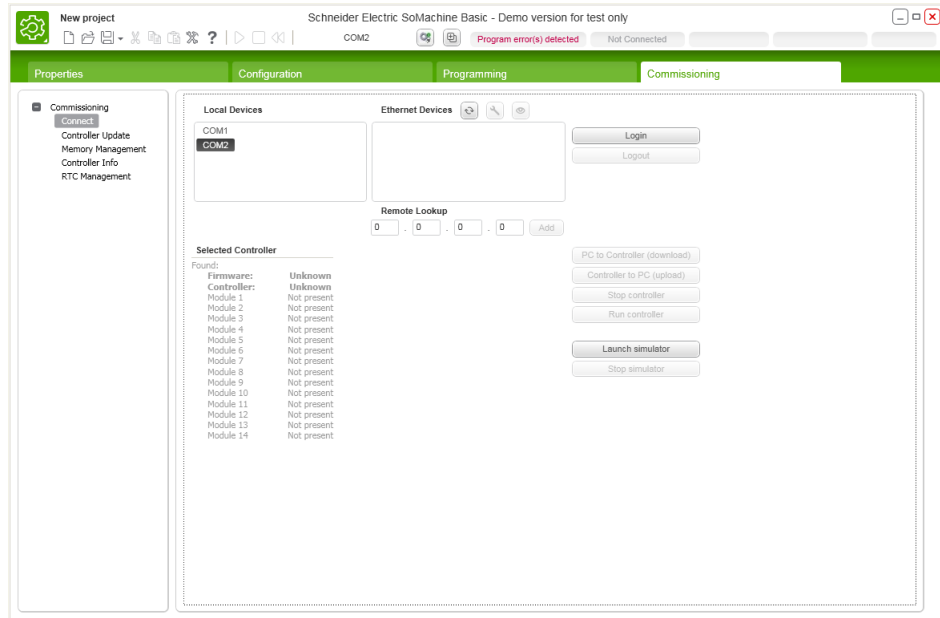 New project
Schneider Electric SoMachine Basic - Demo version for test only
COM2
Program error(s) detected
Not Connected
Properties
Configuration
Programming
Commissioning
Commissioning
Connect
Controller Update
Memory Management
Controller Info
RTC Management
Local Devices
Ethernet Devices
COM1
COM2
Login
Logout
Remote Lookup
0 . 0 . 0 . 0 Add
Selected Controller
Found:
Firmware: Unknown
Controller: Unknown
Module 1 Not present
Module 2 Not present
Module 3 Not present
Module 4 Not present
Module 5 Not present
Module 6 Not present
Module 7 Not present
Module 8 Not present
Module 9 Not present
Module 10 Not present
Module 11 Not present
Module 12 Not present
Module 13 Not present
Module 14 Not present
PC to Controller (download)
Controller to PC (upload)
Stop controller
Run controller
Launch simulator
Stop simulator